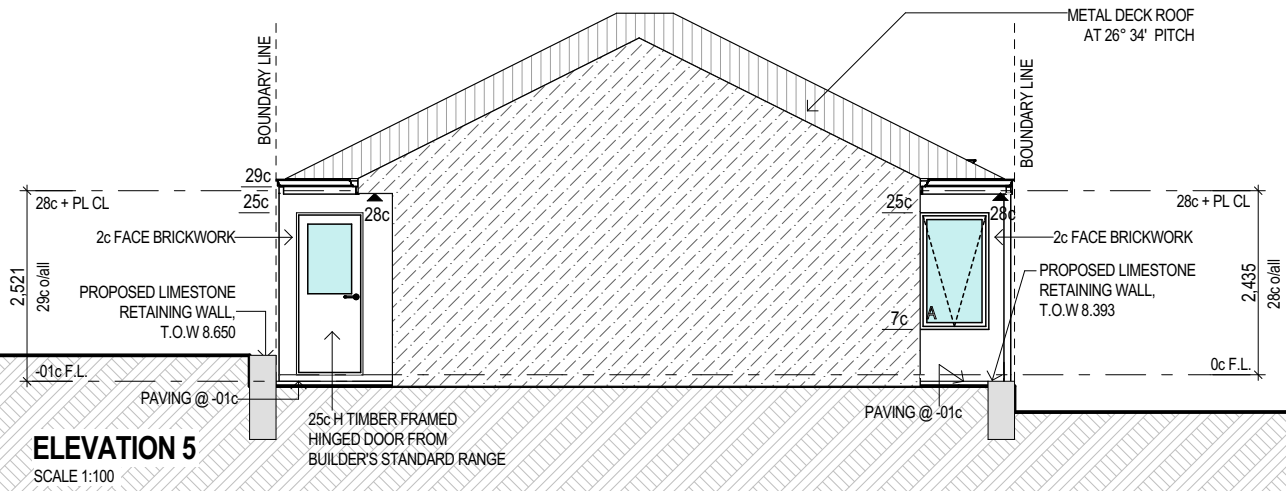 METAL DECK ROOF
AT 26° 34' PITCH
BOUNDARY LINE
BOUNDARY LINE
29c
25c
28c + PL CL
28c
2c FACE BRICKWORK
2,521
29c o/all
PROPOSED LIMESTONE
RETAINING WALL,
T.O.W 8.650
-01c F.L.
PAVING @ -01c
25c H TIMBER FRAMED
HINGED DOOR FROM
BUILDER'S STANDARD RANGE
25c
28c
28c + PL CL
2c FACE BRICKWORK
PROPOSED LIMESTONE
RETAINING WALL,
T.O.W 8.393
2,435
28c o/all
7c
A
0c F.L.
PAVING @ -01c
ELEVATION 5
SCALE 1:100